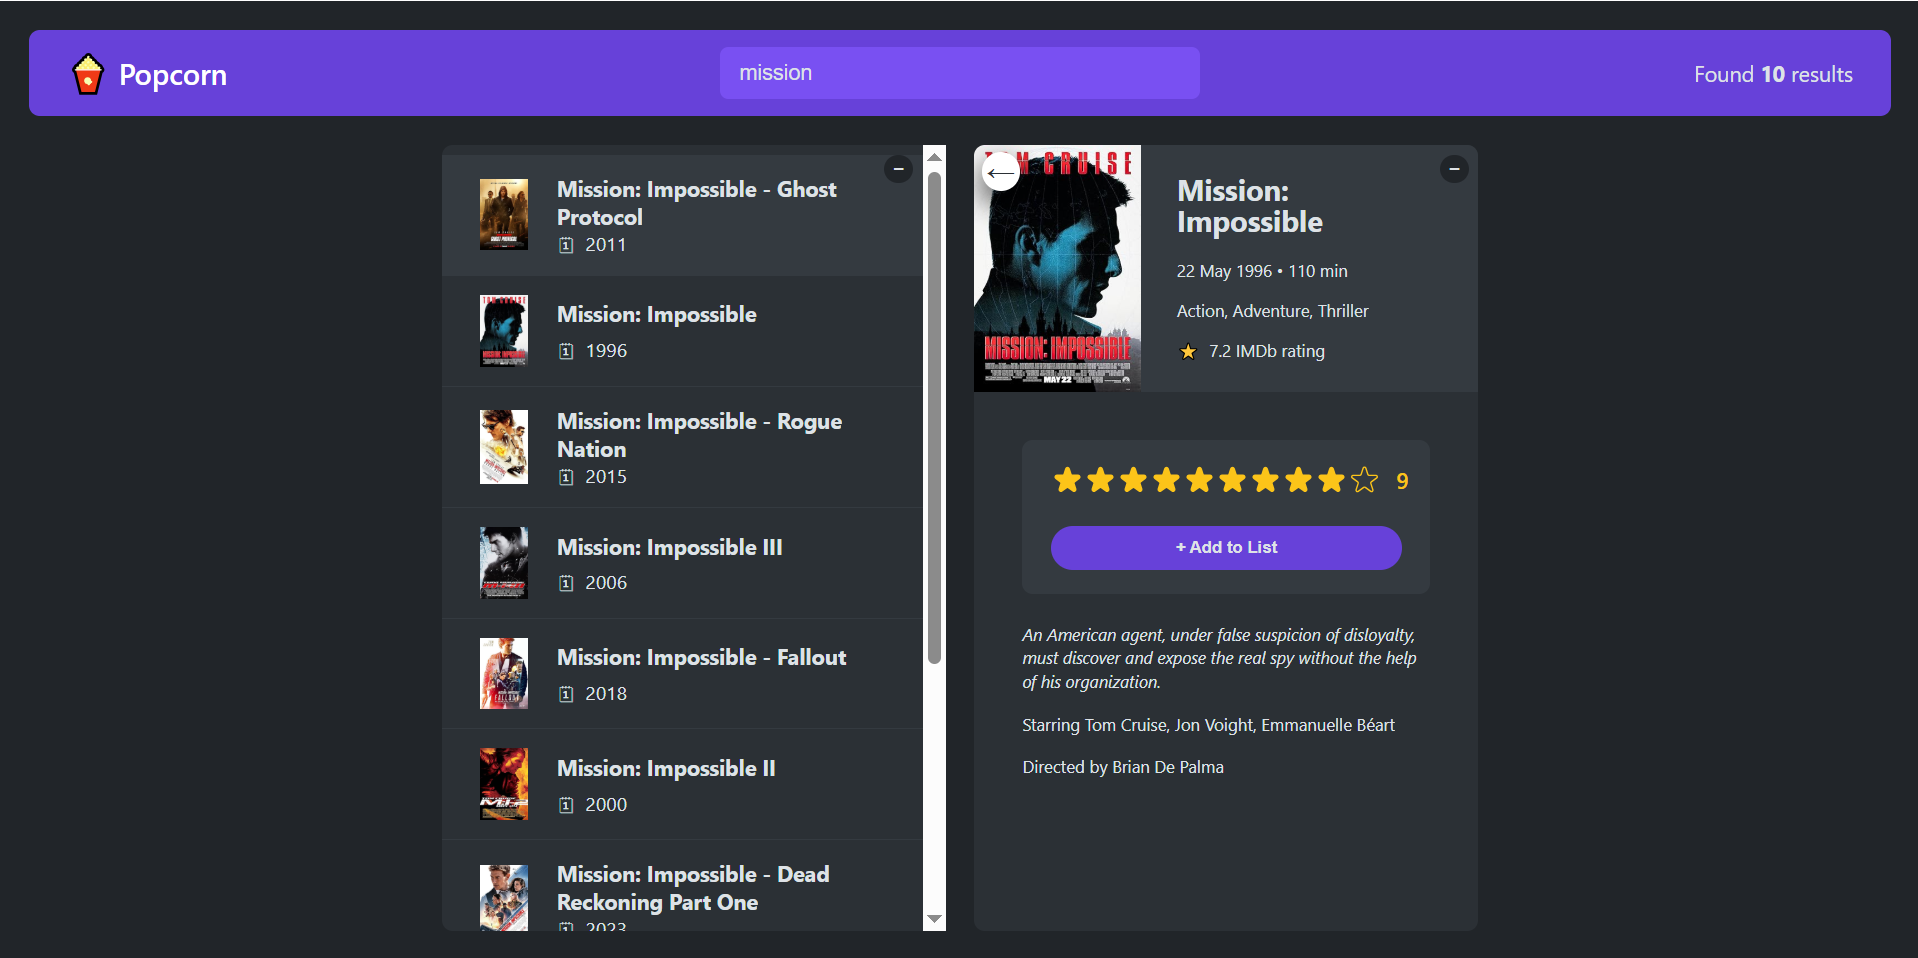 Popcorn
mission
Found 10 results
Mission: Impossible - Ghost
Protocol
2011
Mission: Impossible
1996
Mission: Impossible - Rogue
Nation
2015
Mission: Impossible III
2006
Mission: Impossible - Fallout
2018
Mission: Impossible II
2000
Mission: Impossible - Dead
Reckoning Part One
2023
CRUISE
MISSION: IMPOSSIBLE
MAY 22
Mission:
Impossible
22 May 1996 • 110 min
Action, Adventure, Thriller
7.2 IMDb rating
9
+ Add to List
An American agent, under false suspicion of disloyalty,
must discover and expose the real spy without the help
of his organization.
Starring Tom Cruise, Jon Voight, Emmanuelle Béart
Directed by Brian De Palma